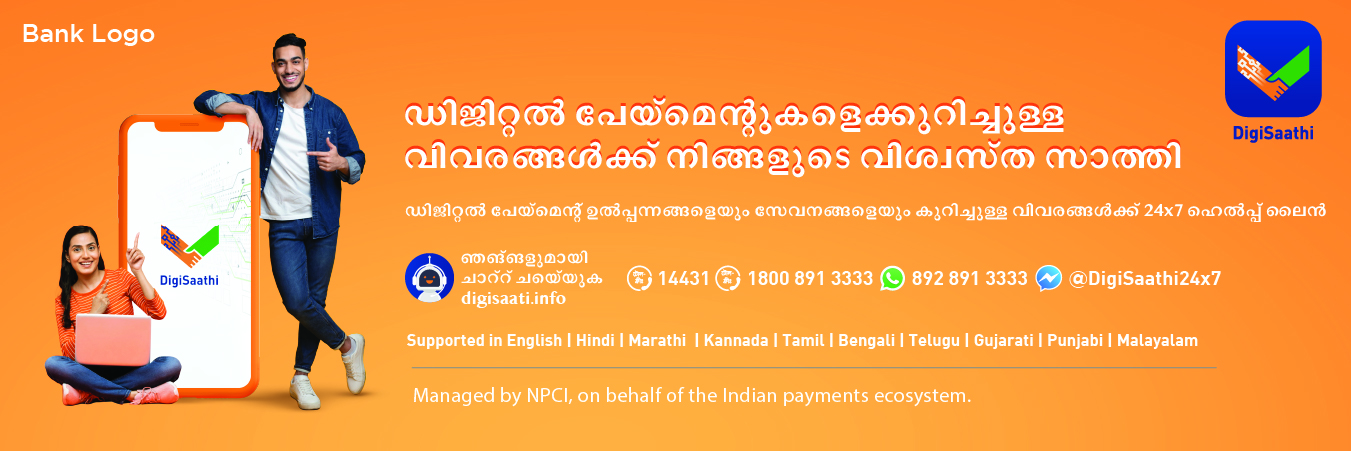 Bank Logo
DigiSaathi
ഡിജിറ്റൽ പേയ്മെന്റുകളെക്കുറിച്ചുള്ള
വിവരങ്ങൾക്ക് നിങ്ങളുടെ വിശ്വസ്ത സാത്തി
ഡിജിറ്റൽ പേയ്മെന്റ് ഉൽപ്പന്നങ്ങളെയും സേവനങ്ങളെയും കുറിച്ചുള്ള വിവരങ്ങൾക്ക് 24x7 ഹെൽപ്പ് ലൈൻ
DigiSaathi
ഞങ്ങളുമായി
ചാറ്റ് ചയെ്യുക
digisaati.info
14431 1800 891 3333 892 891 3333 @DigiSaathi24x7
Supported in English | Hindi | Marathi | Kannada | Tamil | Bengali | Telugu | Gujarati | Punjabi | Malayalam
Managed by NPCI, on behalf of the Indian payments ecosystem.